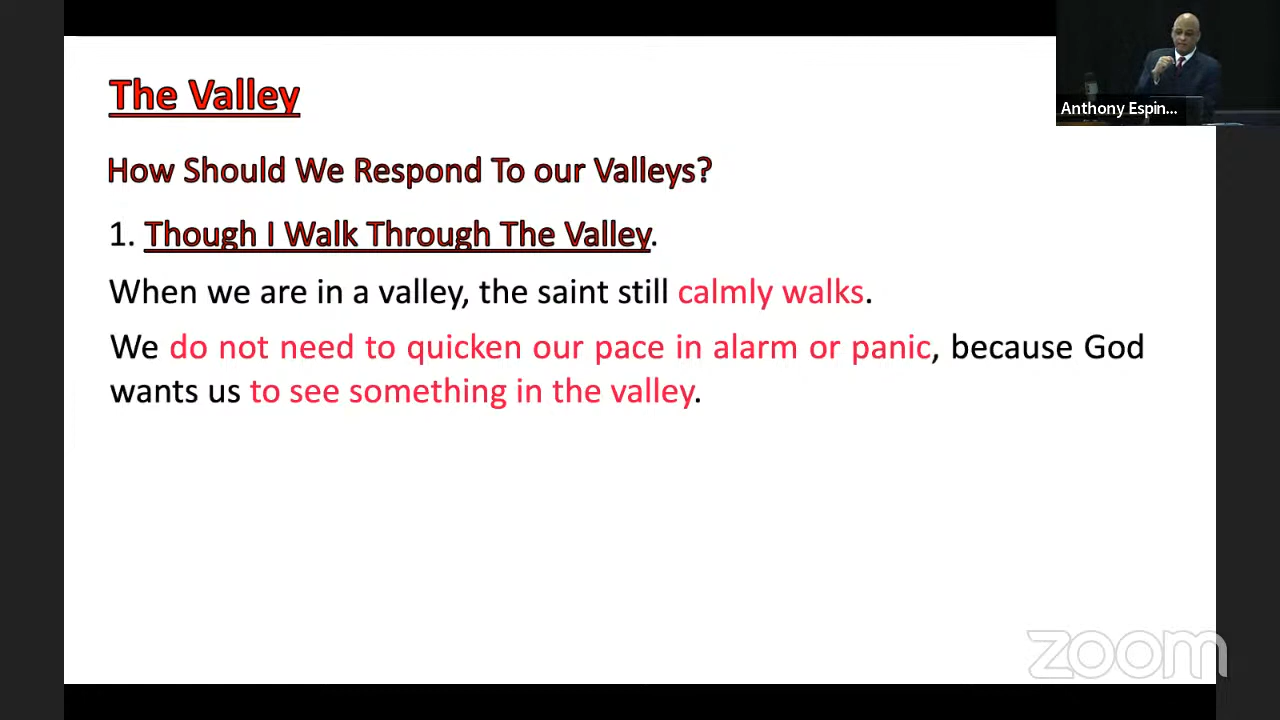 The Valley
Anthony Espin...
How Should We Respond To our Valleys?
1. Though I Walk Through The Valley.
When we are in a valley, the saint still calmly walks.
We do not need to quicken our pace in alarm or panic, because God
wants us to see something in the valley.
zoom